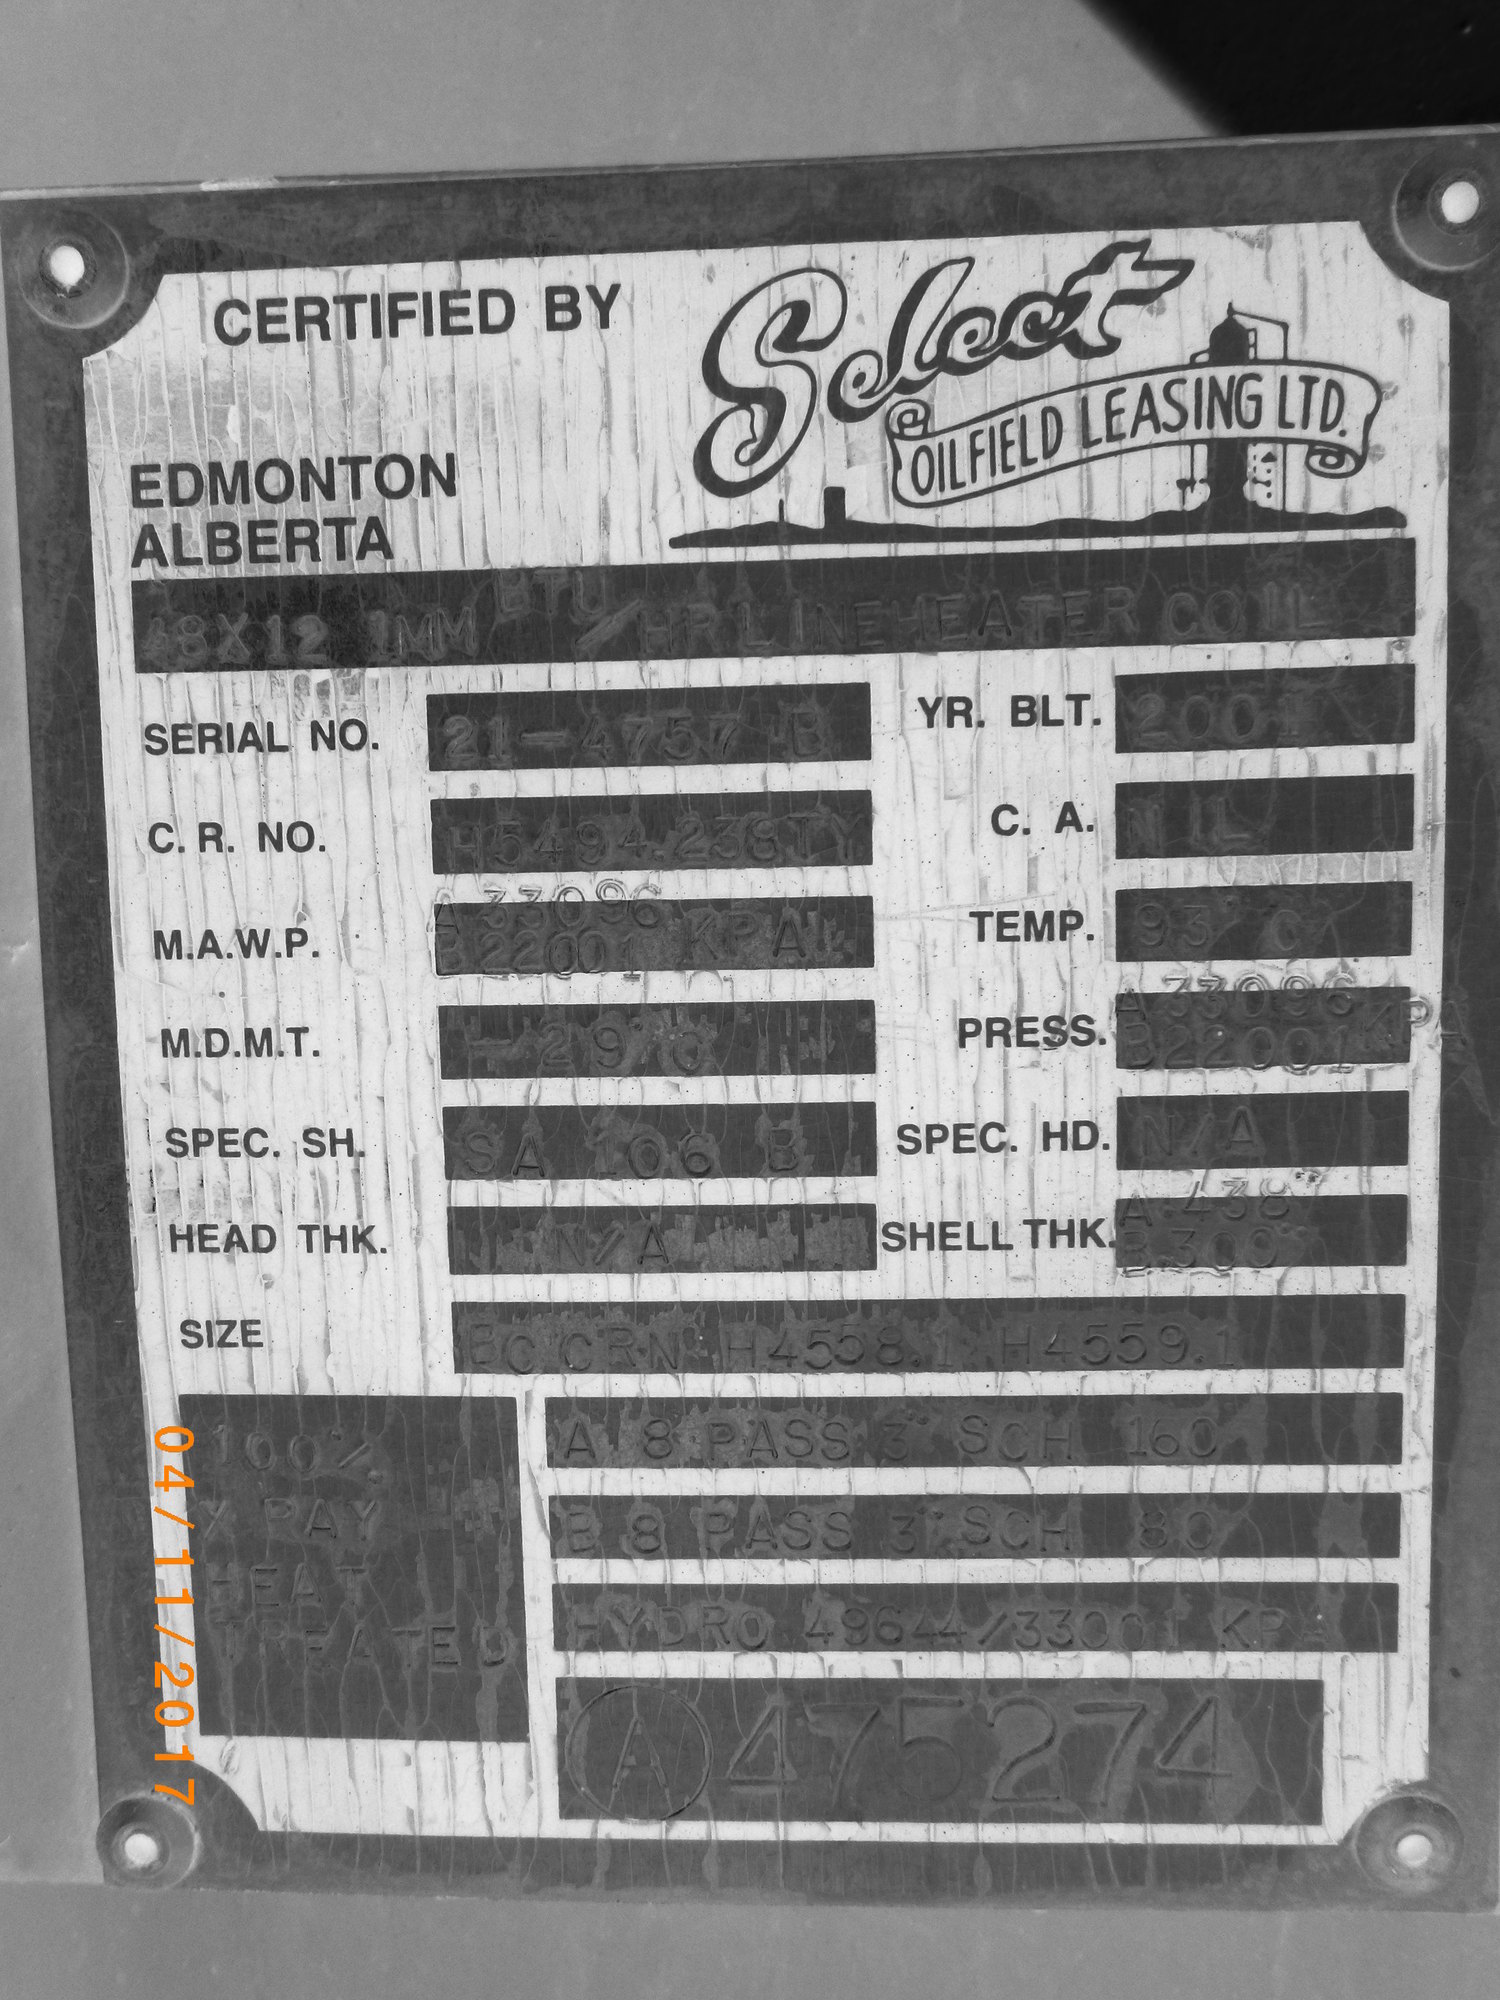 CERTIFIED BY
Select
OILFIELD LEASING LTD.
EDMONTON
ALBERTA
48X12 1MM BTU/HR LINEHEATER COIL
SERIAL NO. 21-4757 B
YR. BLT. 2001
C.R. NO. H5494.238TY
C. A. NIL
M.A.W.P. A 33096
B 22001 KPA
TEMP. 93°C
M.D.M.T. -29°C
PRESS. A 33096
B 22001 KPA
SPEC. SH. SA 106 B
SPEC. HD. N/A
HEAD THK. N/A
SHELL THK. A .438"
B .300"
SIZE BC CRN H4558.1 H4559.1
100%
X RAY
HEAT
TREATED
A 8 PASS 3" SCH 160
B 8 PASS 3" SCH 80
HYDRO 49644/33001 KPA
A 475274
04/11/2017